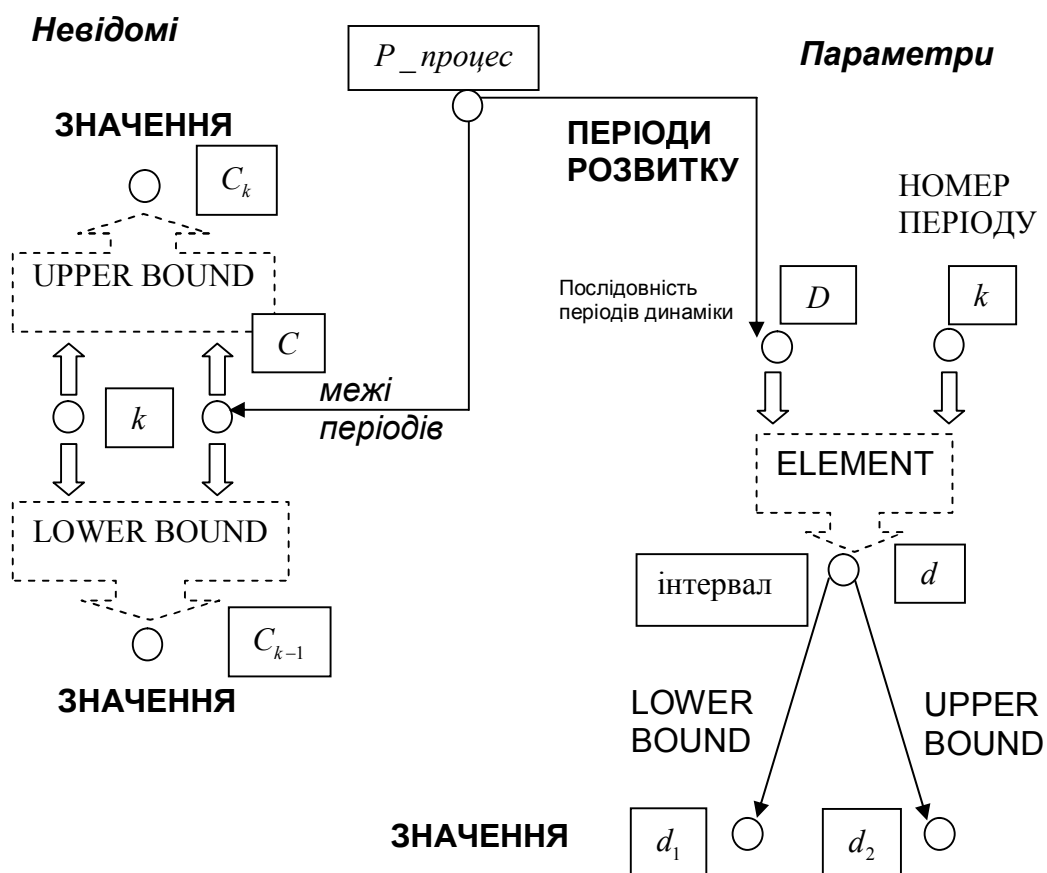 Невідомі
P_процес
Параметри
ЗНАЧЕННЯ
ПЕРІОДИ
РОЗВИТКУ
C_k
НОМЕР
ПЕРІОДУ
UPPER BOUND
Послідовність
періодів динаміки
D
k
C
k
межі
періодів
ELEMENT
LOWER BOUND
інтервал
d
C_{k−1}
ЗНАЧЕННЯ
LOWER
BOUND
UPPER
BOUND
ЗНАЧЕННЯ
d_1
d_2